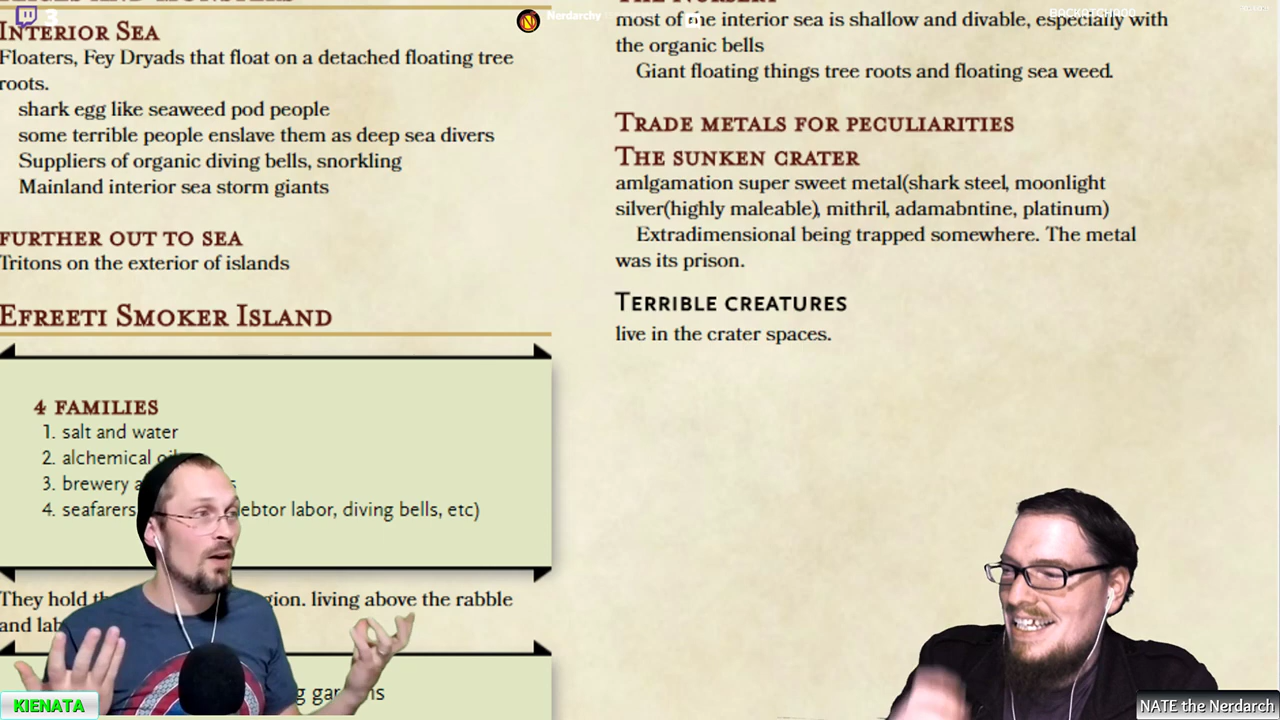 3
Nerdarchy
INTERIOR SEA
Floaters, Fey Dryads that float on a detached floating tree
roots.
shark egg like seaweed pod people
some terrible people enslave them as deep sea divers
Suppliers of organic diving bells, snorkling
Mainland interior sea storm giants
FURTHER OUT TO SEA
Tritons on the exterior of islands
EFREETI SMOKER ISLAND
4 FAMILIES
1. salt and water
2. alchemical
3. brewery
4. seafarers debtor labor, diving bells, etc)
They hold living above the rabble
and
most of the interior sea is shallow and divable, especially with
the organic bells
Giant floating things tree roots and floating sea weed.
TRADE METALS FOR PECULIARITIES
THE SUNKEN CRATER
amlgamation super sweet metal(shark steel, moonlight
silver(highly maleable), mithril, adamabntine, platinum)
Extradimensional being trapped somewhere. The metal
was its prison.
TERRIBLE CREATURES
live in the crater spaces.
KIENATA
NATE the Nerdarch